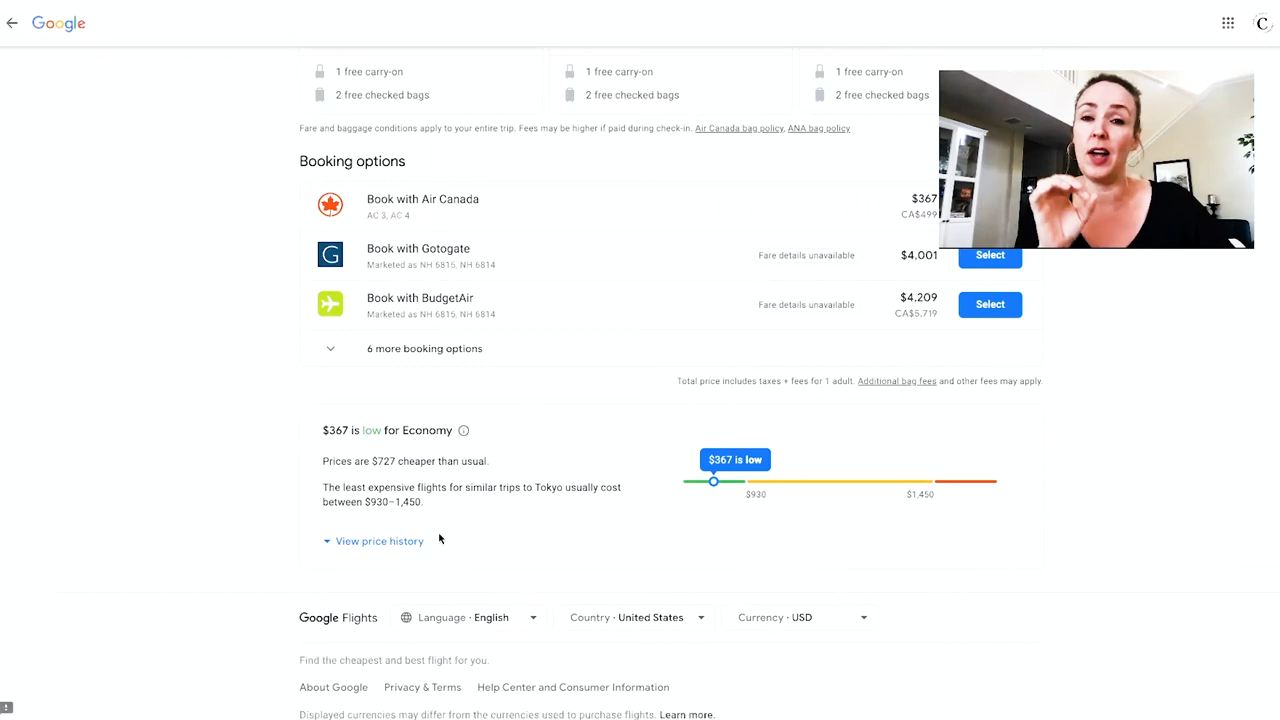 Google
C
1 free carry-on
1 free carry-on
1 free carry-on
2 free checked bags
2 free checked bags
2 free checked bags
Fare and baggage conditions apply to your entire trip. Fees may be higher if paid during check-in. Air Canada bag policy, ANA bag policy
Booking options
Book with Air Canada
$367
AC 3, AC 4
CA$499
G
Book with Gotogate
Marketed as NH 6815, NH 6814
Fare details unavailable
$4,001
Select
Book with BudgetAir
Marketed as NH 6815, NH 6814
Fare details unavailable
$4,209
CA$5,719
Select
6 more booking options
Total price includes taxes + fees for 1 adult. Additional bag fees and other fees may apply.
$367 is low for Economy
Prices are $727 cheaper than usual.
The least expensive flights for similar trips to Tokyo usually cost
between $930–1,450.
$367 is low
$930
$1,450
View price history
Google Flights
Language · English
Country · United States
Currency · USD
Find the cheapest and best flight for you.
About Google
Privacy & Terms
Help Center and Consumer Information
Displayed currencies may differ from the currencies used to purchase flights. Learn more.